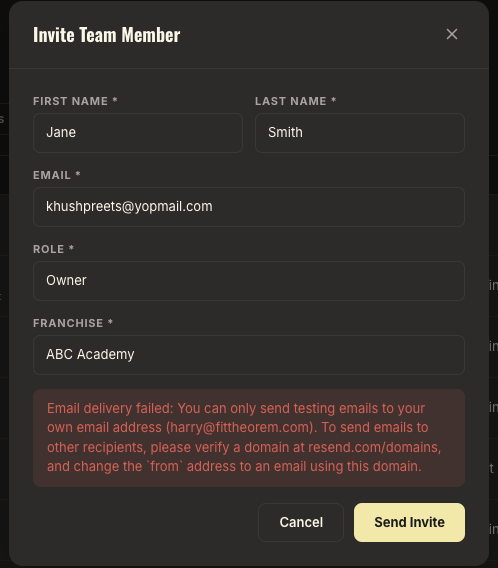 Invite Team Member
FIRST NAME *
LAST NAME *
Jane
Smith
EMAIL *
khushpreets@yopmail.com
ROLE *
Owner
FRANCHISE *
ABC Academy
Email delivery failed: You can only send testing emails to your
own email address (harry@fittheorem.com). To send emails to
other recipients, please verify a domain at resend.com/domains,
and change the `from` address to an email using this domain.
Cancel
Send Invite